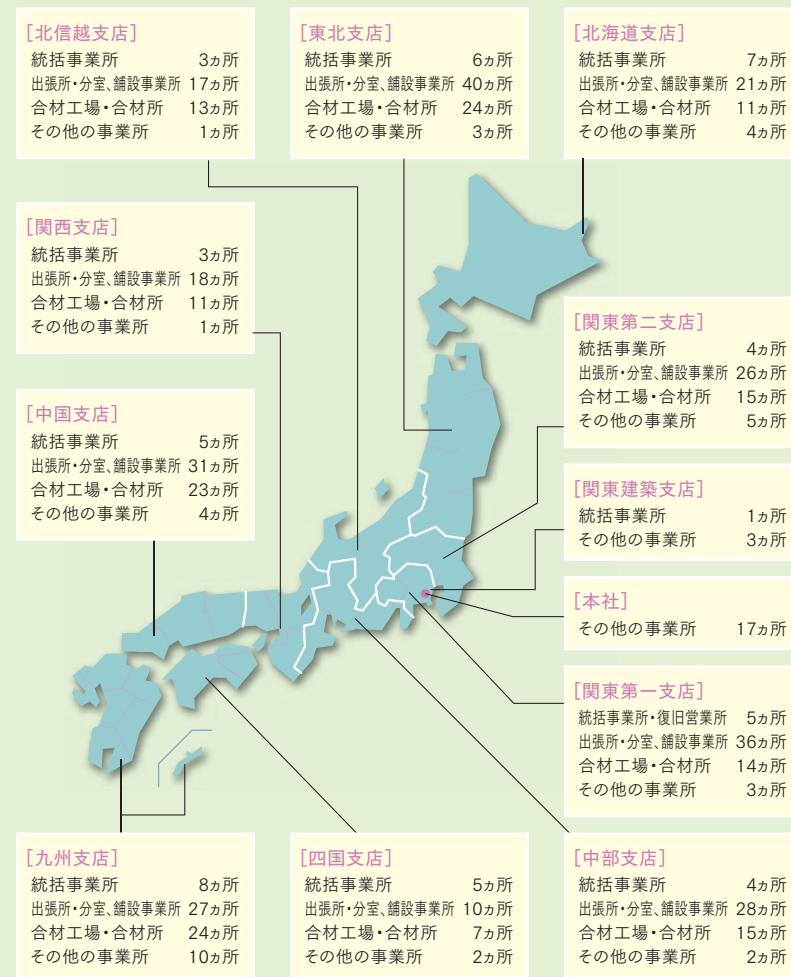 [北信越支店]
統括事業所 3ヵ所
出張所・分室、舗設事業所 17ヵ所
合材工場・合材所 13ヵ所
その他の事業所 1ヵ所
[東北支店]
統括事業所 6ヵ所
出張所・分室、舗設事業所 40ヵ所
合材工場・合材所 24ヵ所
その他の事業所 3ヵ所
[北海道支店]
統括事業所 7ヵ所
出張所・分室、舗設事業所 21ヵ所
合材工場・合材所 11ヵ所
その他の事業所 4ヵ所
[関西支店]
統括事業所 3ヵ所
出張所・分室、舗設事業所 18ヵ所
合材工場・合材所 11ヵ所
その他の事業所 1ヵ所
[関東第二支店]
統括事業所 4ヵ所
出張所・分室、舗設事業所 26ヵ所
合材工場・合材所 15ヵ所
その他の事業所 5ヵ所
[中国支店]
統括事業所 5ヵ所
出張所・分室、舗設事業所 31ヵ所
合材工場・合材所 23ヵ所
その他の事業所 4ヵ所
[関東建築支店]
統括事業所 1ヵ所
その他の事業所 3ヵ所
[本社]
その他の事業所 17ヵ所
[関東第一支店]
統括事業所・復旧営業所 5ヵ所
出張所・分室、舗設事業所 36ヵ所
合材工場・合材所 14ヵ所
その他の事業所 3ヵ所
[九州支店]
統括事業所 8ヵ所
出張所・分室、舗設事業所 27ヵ所
合材工場・合材所 24ヵ所
その他の事業所 10ヵ所
[四国支店]
統括事業所 5ヵ所
出張所・分室、舗設事業所 10ヵ所
合材工場・合材所 7ヵ所
その他の事業所 2ヵ所
[中部支店]
統括事業所 4ヵ所
出張所・分室、舗設事業所 28ヵ所
合材工場・合材所 15ヵ所
その他の事業所 2ヵ所